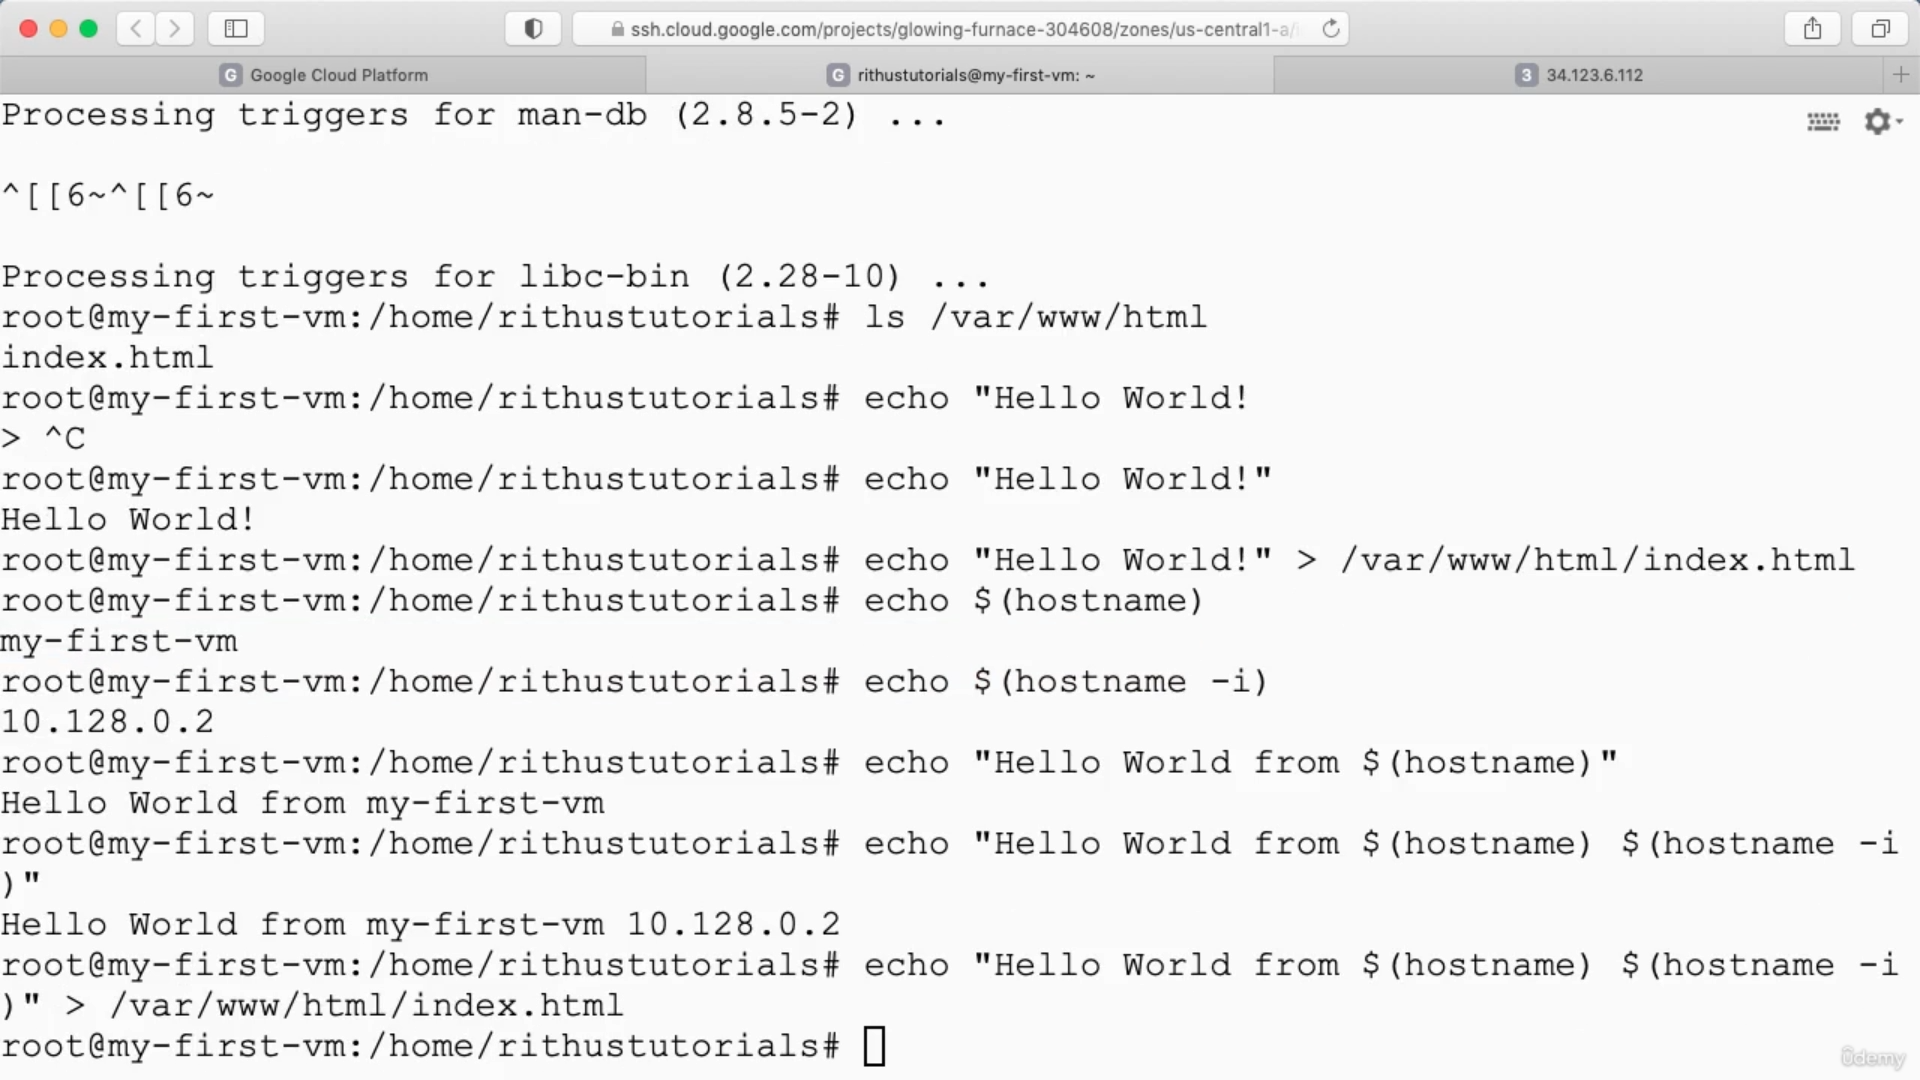 ssh.cloud.google.com/projects/glowing-furnace-304608/zones/us-central1-a/
G Google Cloud Platform
G rithustutorials@my-first-vm: ~
3 34.123.6.112
Processing triggers for man-db (2.8.5-2) ...
^[[6~^[[6~
Processing triggers for libc-bin (2.28-10) ...
root@my-first-vm:/home/rithustutorials# ls /var/www/html
index.html
root@my-first-vm:/home/rithustutorials# echo "Hello World!
> ^C
root@my-first-vm:/home/rithustutorials# echo "Hello World!"
Hello World!
root@my-first-vm:/home/rithustutorials# echo "Hello World!" > /var/www/html/index.html
root@my-first-vm:/home/rithustutorials# echo $(hostname)
my-first-vm
root@my-first-vm:/home/rithustutorials# echo $(hostname -i)
10.128.0.2
root@my-first-vm:/home/rithustutorials# echo "Hello World from $(hostname)"
Hello World from my-first-vm
root@my-first-vm:/home/rithustutorials# echo "Hello World from $(hostname) $(hostname -i
)"
Hello World from my-first-vm 10.128.0.2
root@my-first-vm:/home/rithustutorials# echo "Hello World from $(hostname) $(hostname -i
)" > /var/www/html/index.html
root@my-first-vm:/home/rithustutorials#
ûdemy